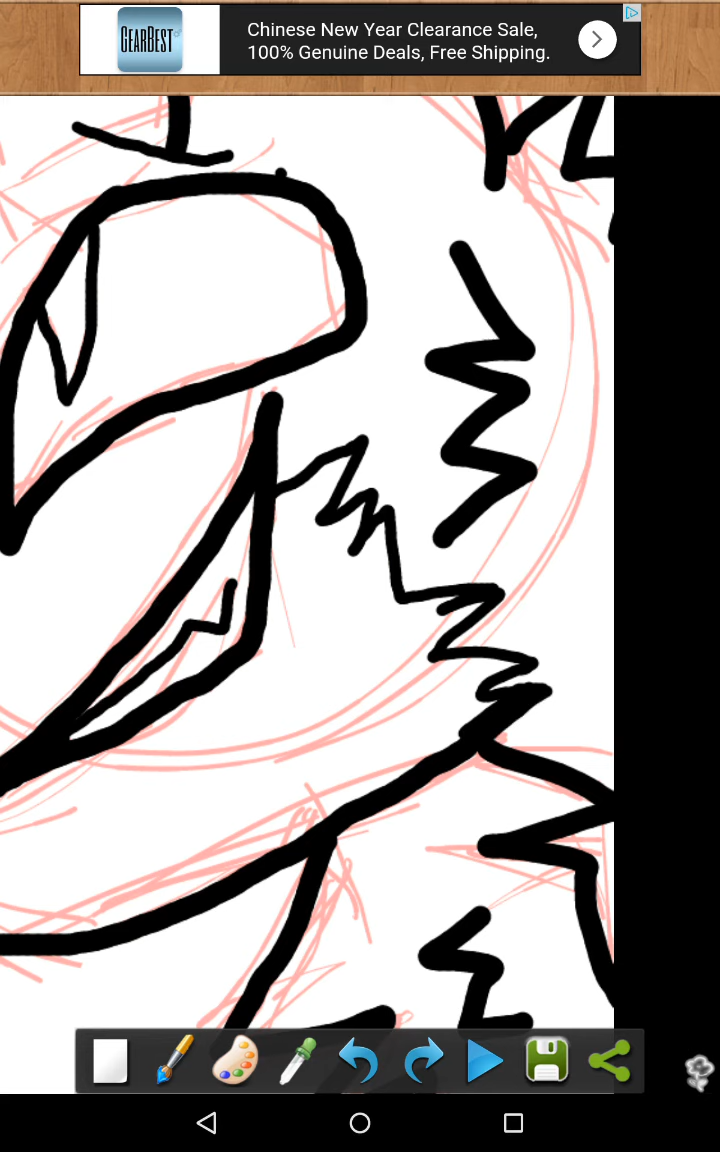 GEARBEST
Chinese New Year Clearance Sale,
100% Genuine Deals, Free Shipping.